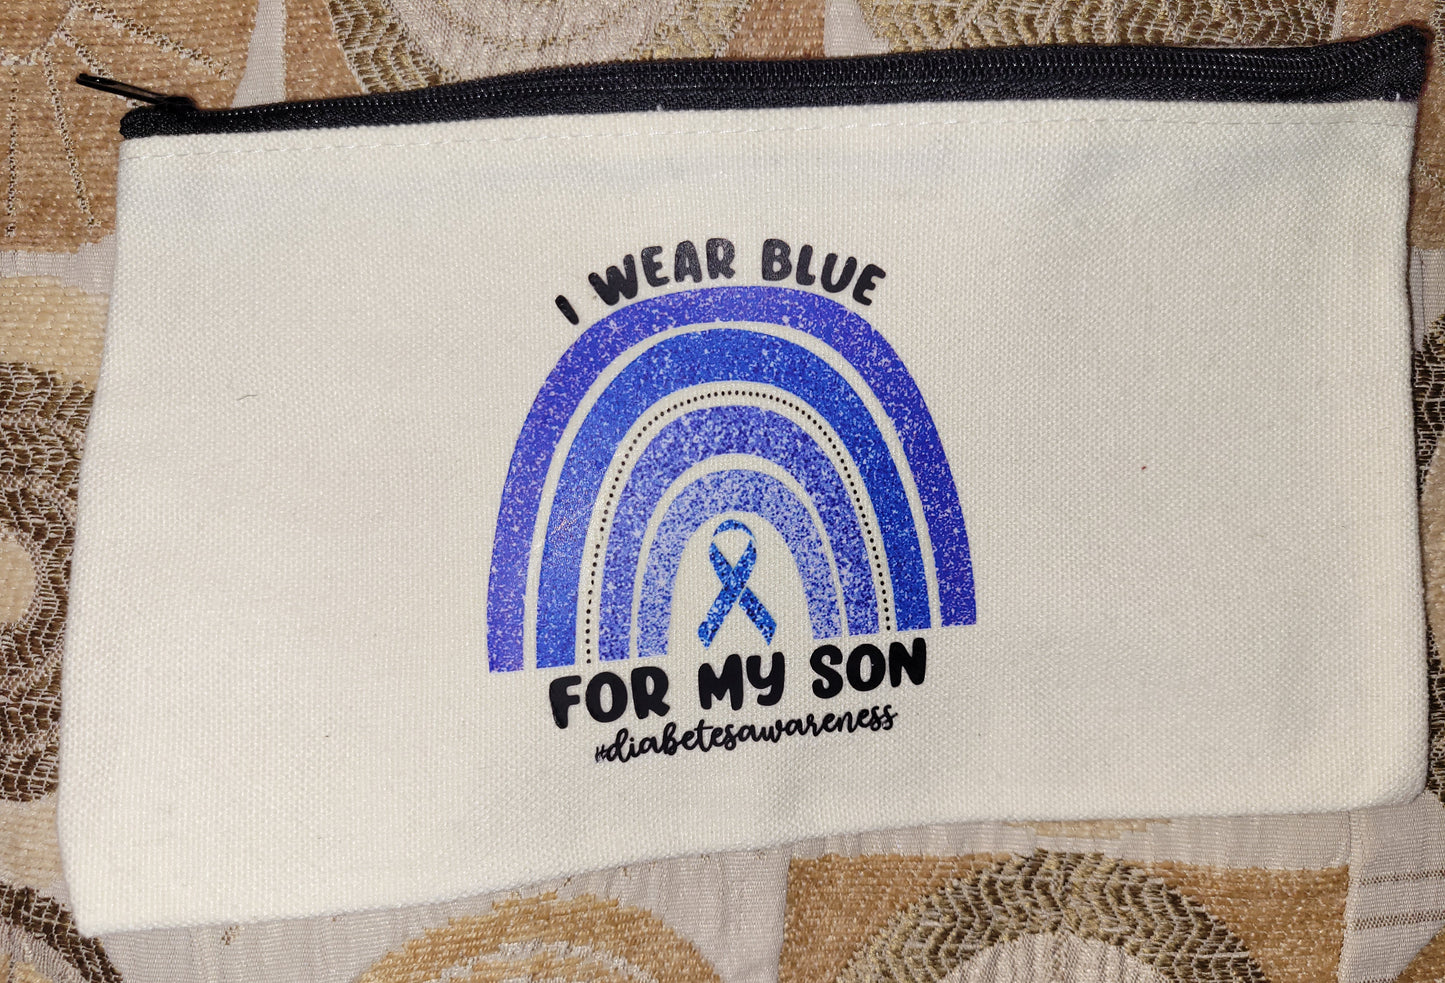 I WEAR BLUE
FOR MY SON
#diabetesawareness